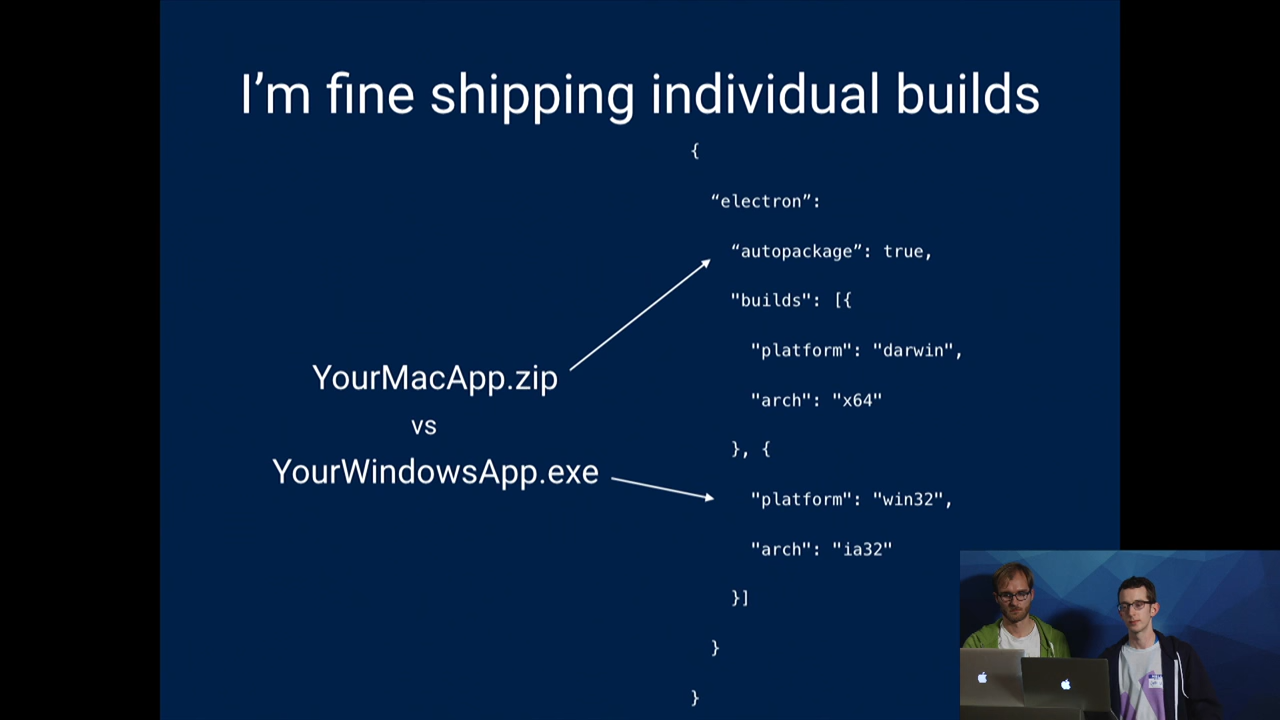 I’m fine shipping individual builds
{
“electron”:
“autopackage”: true,
"builds": [{
"platform": "darwin",
"arch": "x64"
}, {
"platform": "win32",
"arch": "ia32"
}]
}
}
YourMacApp.zip
vs
YourWindowsApp.exe